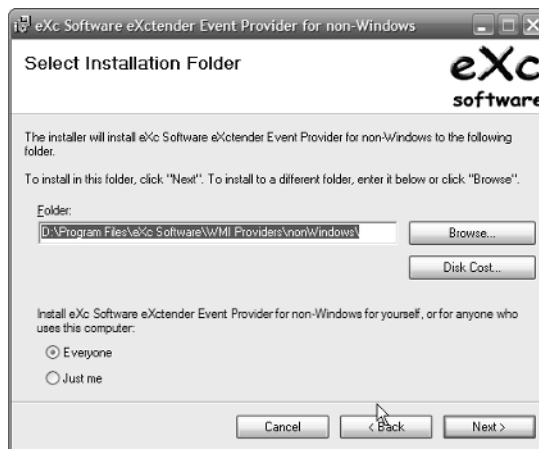 eXc Software eXctender Event Provider for non-Windows
Select Installation Folder
eXc
software
The installer will install eXc Software eXctender Event Provider for non-Windows to the following
folder.
To install in this folder, click "Next". To install to a different folder, enter it below or click "Browse".
Folder:
D:\Program Files\eXc Software\WMI Providers\nonWindows\
Browse...
Disk Cost...
Install eXc Software eXctender Event Provider for non-Windows for yourself, or for anyone who
uses this computer:
Everyone
Just me
Cancel
< Back
Next >